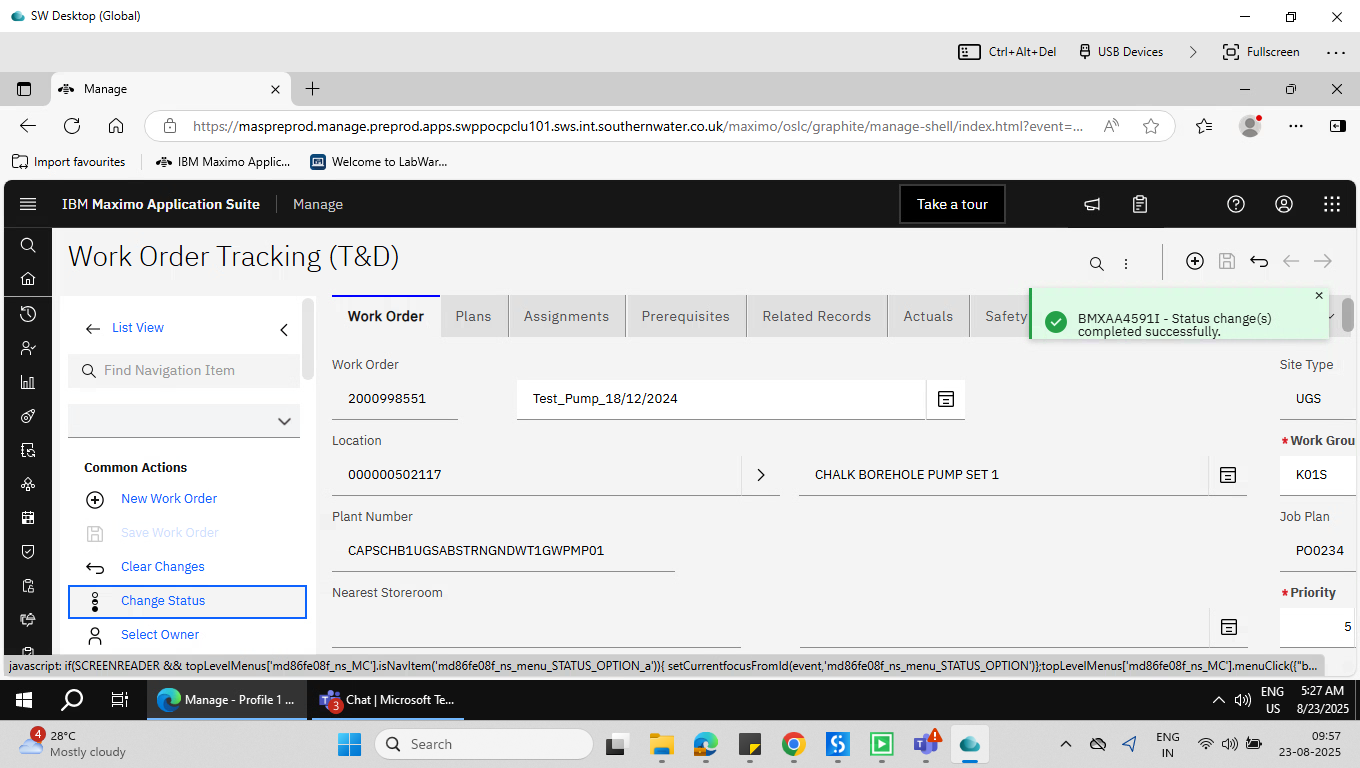 SW Desktop (Global)
Ctrl+Alt+Del
USB Devices
Fullscreen
Manage
https://maspreprod.manage.preprod.apps.swppocpclu101.sws.int.southernwater.co.uk/maximo/oslc/graphite/manage-shell/index.html?event=...
Import favourites
IBM Maximo Applic...
Welcome to LabWar...
IBM Maximo Application Suite
Manage
Take a tour
Work Order Tracking (T&D)
List View
Find Navigation Item
Common Actions
New Work Order
Save Work Order
Clear Changes
Change Status
Select Owner
Work Order
Plans
Assignments
Prerequisites
Related Records
Actuals
Safety
BMXAA4591I - Status change(s)
completed successfully.
Work Order
2000998551
Test_Pump_18/12/2024
Site Type
UGS
Location
000000502117
CHALK BOREHOLE PUMP SET 1
*Work Grou
K01S
Plant Number
CAPSCHB1UGSABSTRNGNDWT1GWPMP01
Job Plan
PO0234
Nearest Storeroom
*Priority
5
javascript: if(SCREENREADER && topLevelMenus['md86fe08f_ns_MC'].isNavItem('md86fe08f_ns_menu_STATUS_OPTION_a')){ setCurrentfocusFromId(event,'md86fe08f_ns_menu_STATUS_OPTION')};topLevelMenus['md86fe08f_ns_MC'].menuClick({"b...
Manage - Profile 1 ...
3
Chat | Microsoft Te...
ENG
US
5:27 AM
8/23/2025
4
28°C
Mostly cloudy
Search
ENG
IN
09:57
23-08-2025